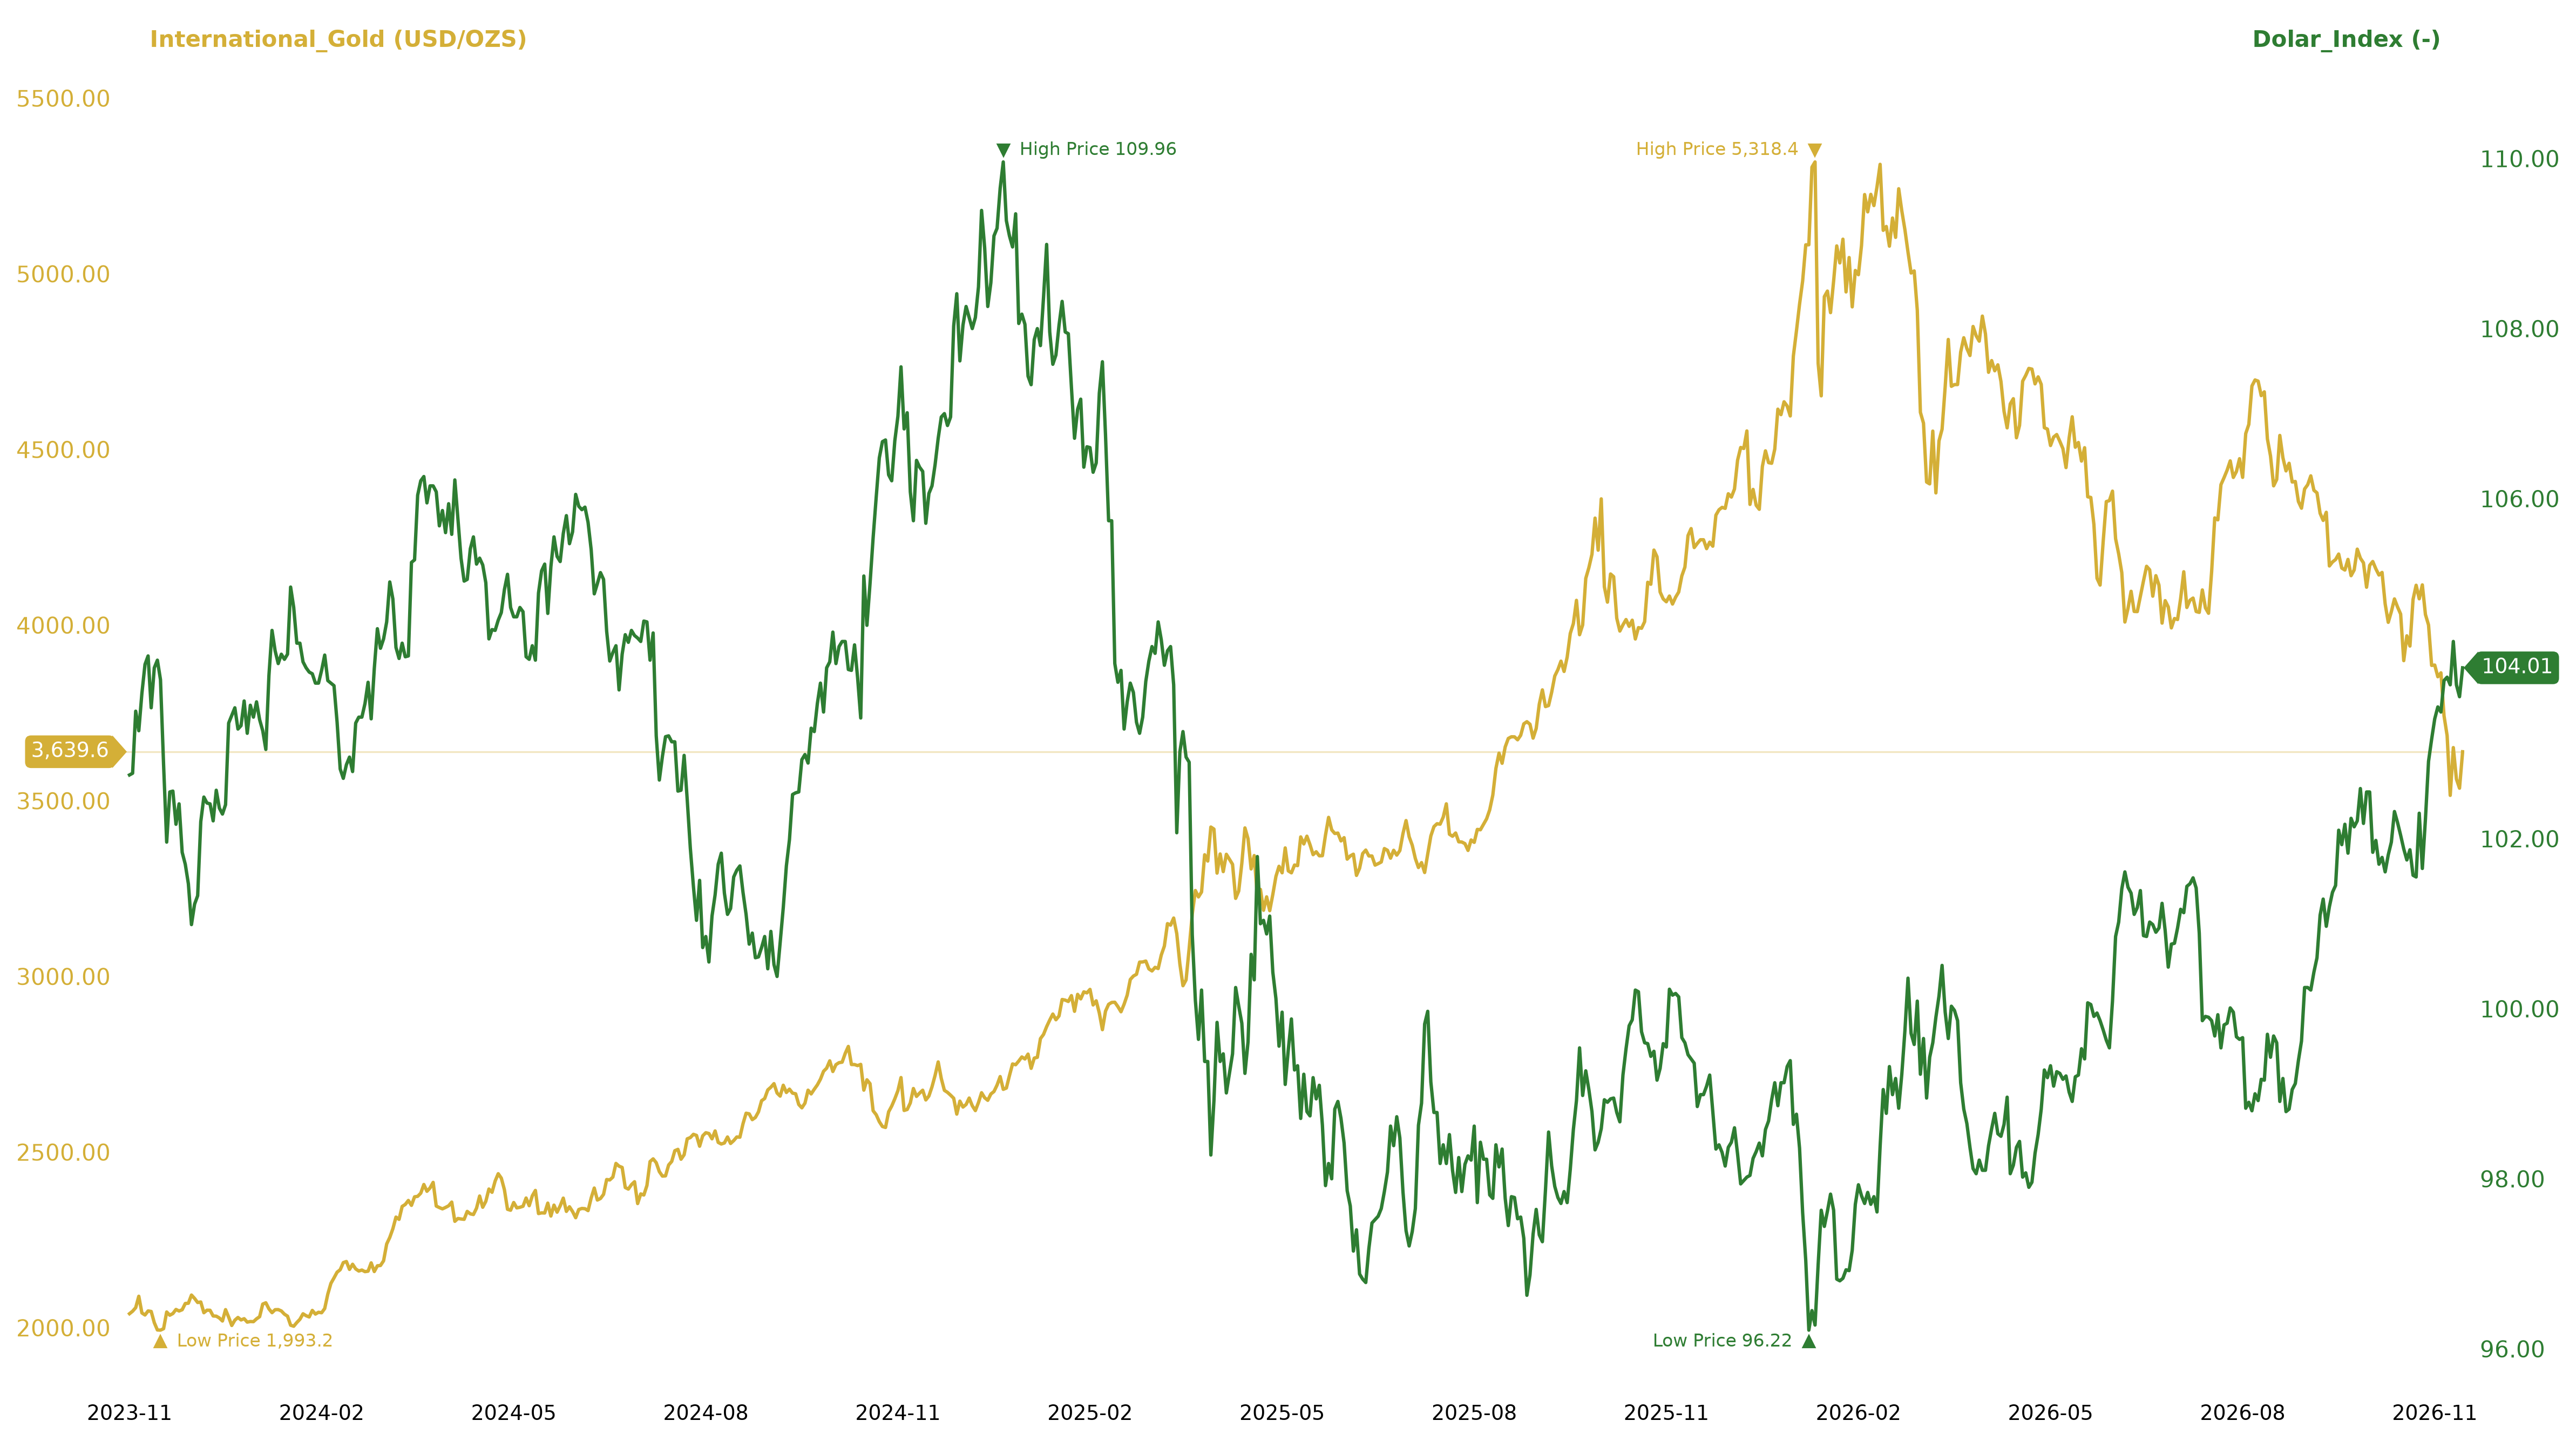 International_Gold (USD/OZS)
Dolar_Index (-)
5500.00
5000.00
4500.00
4000.00
3,639.6
3500.00
3000.00
2500.00
2000.00
High Price 109.96
High Price 5,318.4
Low Price 1,993.2
Low Price 96.22
110.00
108.00
106.00
104.01
102.00
100.00
98.00
96.00
2023-11 2024-02 2024-05 2024-08 2024-11 2025-02 2025-05 2025-08 2025-11 2026-02 2026-05 2026-08 2026-11